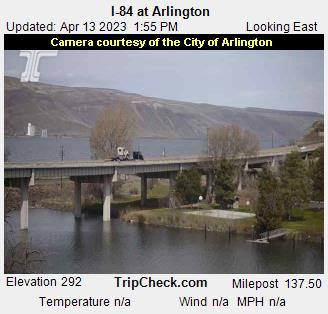 I-84 at Arlington
Updated: Apr 13 2023 1:55 PM Looking East
Camera courtesy of the City of Arlington
Elevation 292 TripCheck.com Milepost 137.50
Temperature n/a Wind n/a MPH n/a